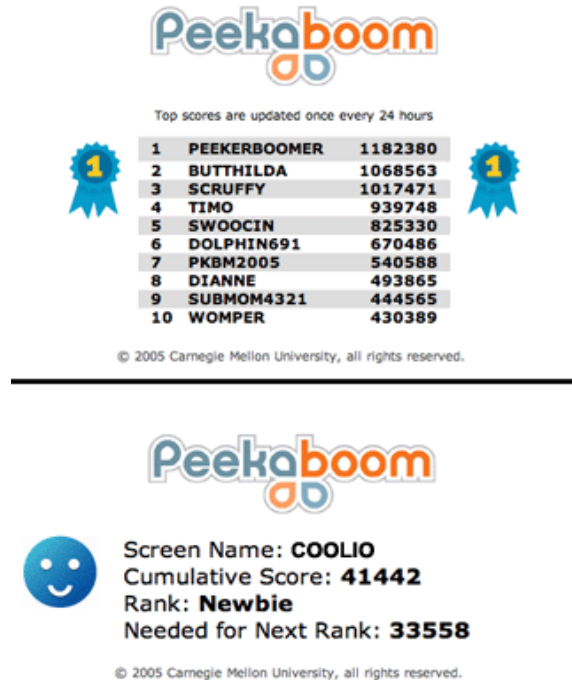 Peekaboom
Top scores are updated once every 24 hours
1
1
1 PEEKERBOOMER 1182380
2 BUTTHILDA 1068563
3 SCRUFFY 1017471
4 TIMO 939748
5 SWOOCIN 825330
6 DOLPHIN691 670486
7 PKBM2005 540588
8 DIANNE 493865
9 SUBMOM4321 444565
10 WOMPER 430389
© 2005 Carnegie Mellon University, all rights reserved.
Peekaboom
Screen Name: COOLIO
Cumulative Score: 41442
Rank: Newbie
Needed for Next Rank: 33558
© 2005 Carnegie Mellon University, all rights reserved.